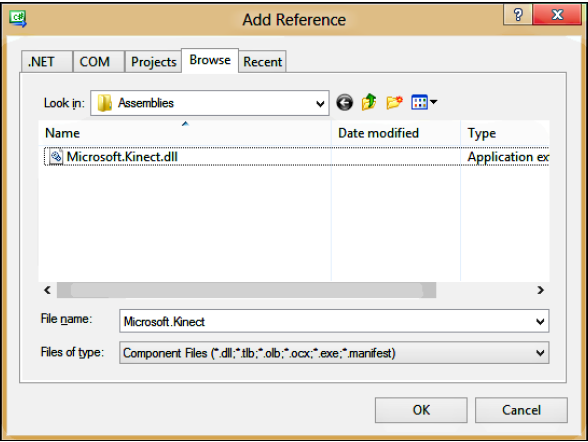 C#
Add Reference
? X
.NET COM Projects Browse Recent
Look in: Assemblies
Name Date modified Type
Microsoft.Kinect.dll Application ex
File name: Microsoft.Kinect
Files of type: Component Files (*.dll;*.tlb;*.olb;*.ocx;*.exe;*.manifest)
OK Cancel